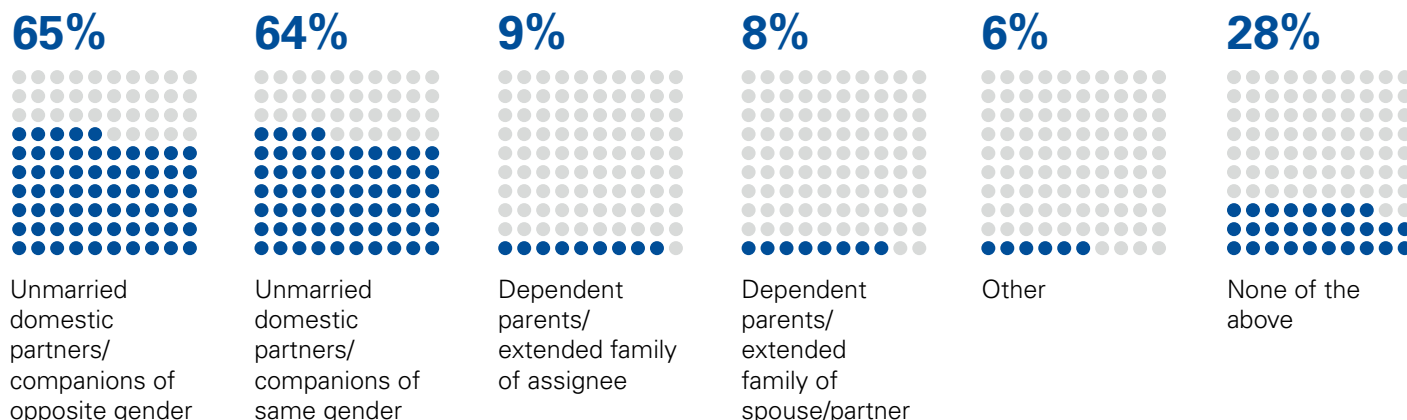 65%
64%
9%
8%
6%
28%
Unmarried
domestic
partners/
companions of
opposite gender
Unmarried
domestic
partners/
companions of
same gender
Dependent
parents/
extended family
of assignee
Dependent
parents/
extended
family of
spouse/partner
Other
None of the
above